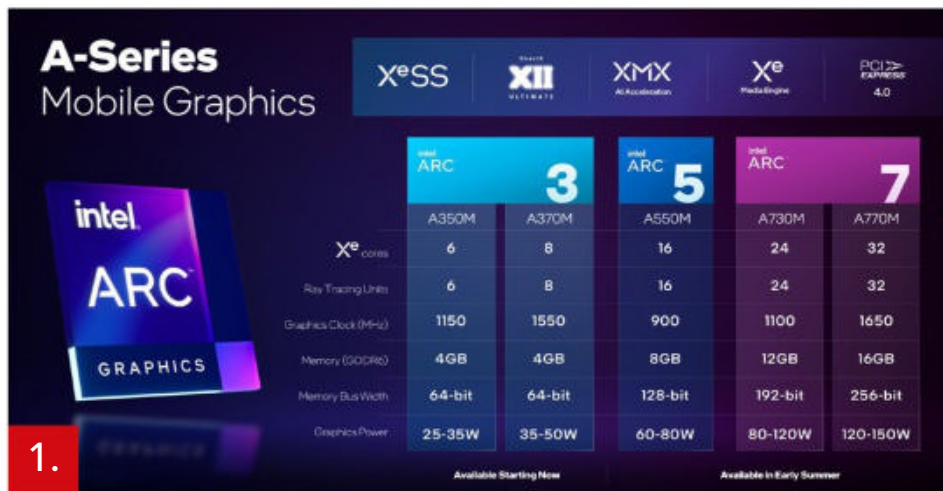 A-Series
Mobile Graphics
XeSS
DirectX
XII
ULTIMATE
XMX
AI Acceleration
Xe
Media Engine
PCI
EXPRESS
4.0
intel
ARC
3
intel
ARC
5
intel
ARC
7
intel.
ARC
GRAPHICS
A350M A370M A550M A730M A770M
Xe cores 6 8 16 24 32
Ray Tracing Units 6 8 16 24 32
Graphics Clock (MHz) 1150 1550 900 1100 1650
Memory (GDDR6) 4GB 4GB 8GB 12GB 16GB
Memory Bus Width 64-bit 64-bit 128-bit 192-bit 256-bit
Graphics Power 25-35W 35-50W 60-80W 80-120W 120-150W
Available Starting Now
Available in Early Summer
1.